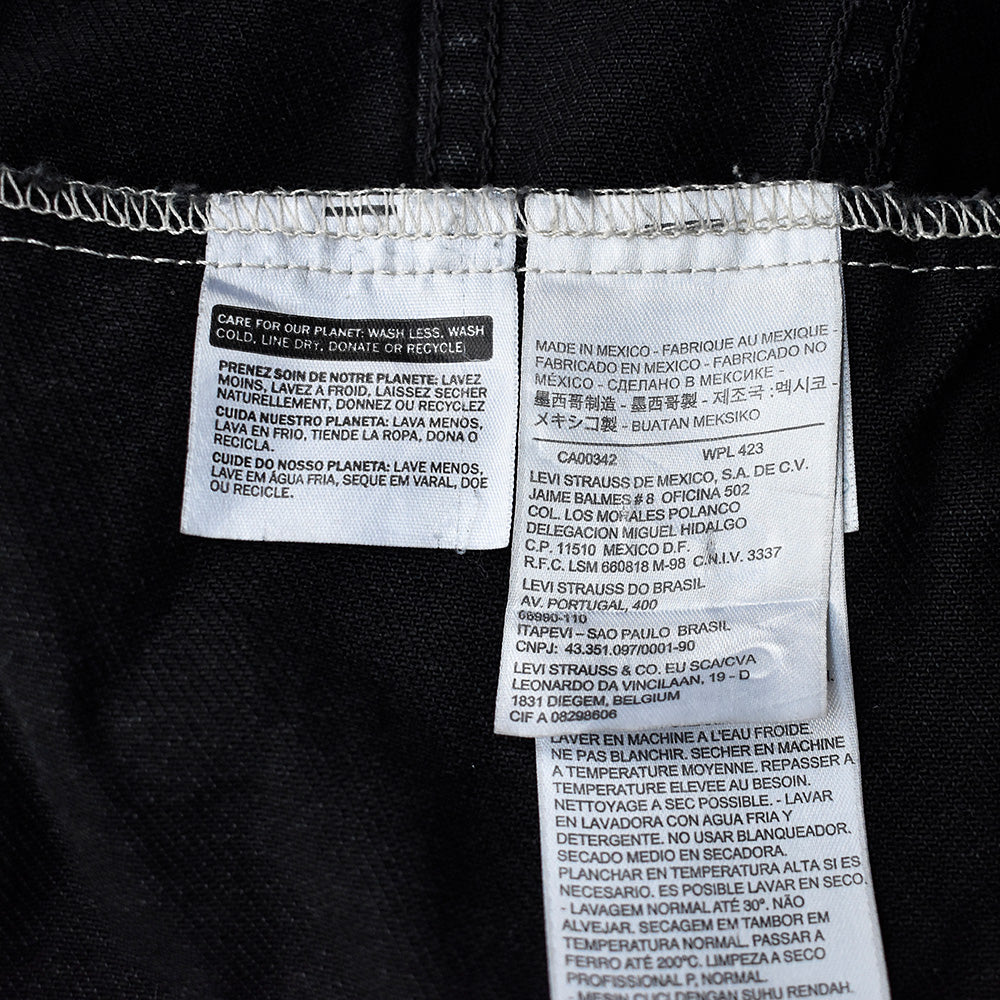 CARE FOR OUR PLANET: WASH LESS, WASH
COLD, LINE DRY, DONATE OR RECYCLE
PRENEZ SOIN DE NOTRE PLANETE: LAVEZ
MOINS, LAVEZ À FROID, LAISSEZ SECHER
NATURELLEMENT, DONNEZ OU RECYCLEZ
CUIDA NUESTRO PLANETA: LAVA MENOS,
LAVA EN FRIO, TIENDE LA ROPA, DONA O
RECICLA.
CUIDE DO NOSSO PLANETA: LAVE MENOS,
LAVE EM ÁGUA FRIA, SEQUE EM VARAL, DOE
OU RECICLE.
MADE IN MEXICO - FABRIQUE AU MEXIQUE -
FABRICADO EN MEXICO - FABRICADO NO
MÉXICO - СДЕЛАНО В МЕКСИКЕ -
墨西哥制造 - 墨西哥製 - 제조국 :멕시코 -
メキシコ製 - BUATAN MEKSIKO
CA00342 WPL 423
LEVI STRAUSS DE MEXICO, S.A. DE C.V.
JAIME BALMES # 8 OFICINA 502
COL. LOS MORALES POLANCO
DELEGACION MIGUEL HIDALGO
C.P. 11510 MEXICO D.F.
R.F.C. LSM 660818 M-98 C.N.I.V. 3337
LEVI STRAUSS DO BRASIL
AV. PORTUGAL, 400
06690-110
ITAPEVI – SAO PAULO BRASIL
CNPJ: 43.351.097/0001-90
LEVI STRAUSS & CO. EU SCA/CVA
LEONARDO DA VINCILAAN, 19 - D
1831 DIEGEM, BELGIUM
CIF A 08298606
LAVER EN MACHINE A L'EAU FROIDE.
NE PAS BLANCHIR. SECHER EN MACHINE
A TEMPERATURE MOYENNE. REPASSER A
TEMPERATURE ELEVEE AU BESOIN.
NETTOYAGE A SEC POSSIBLE. - LAVAR
EN LAVADORA CON AGUA FRIA Y
DETERGENTE. NO USAR BLANQUEADOR.
SECADO MEDIO EN SECADORA.
PLANCHAR EN TEMPERATURA ALTA SI ES
NECESARIO. ES POSIBLE LAVAR EN SECO.
- LAVAGEM NORMAL ATÉ 30º. NÃO
ALVEJAR. SECAGEM EM TAMBOR EM
TEMPERATURA NORMAL. PASSAR A
FERRO ATÉ 200ºC. LIMPEZA A SECO
PROFISSIONAL P, NORMAL.
- MESIN CUCI DENGAN SUHU RENDAH.